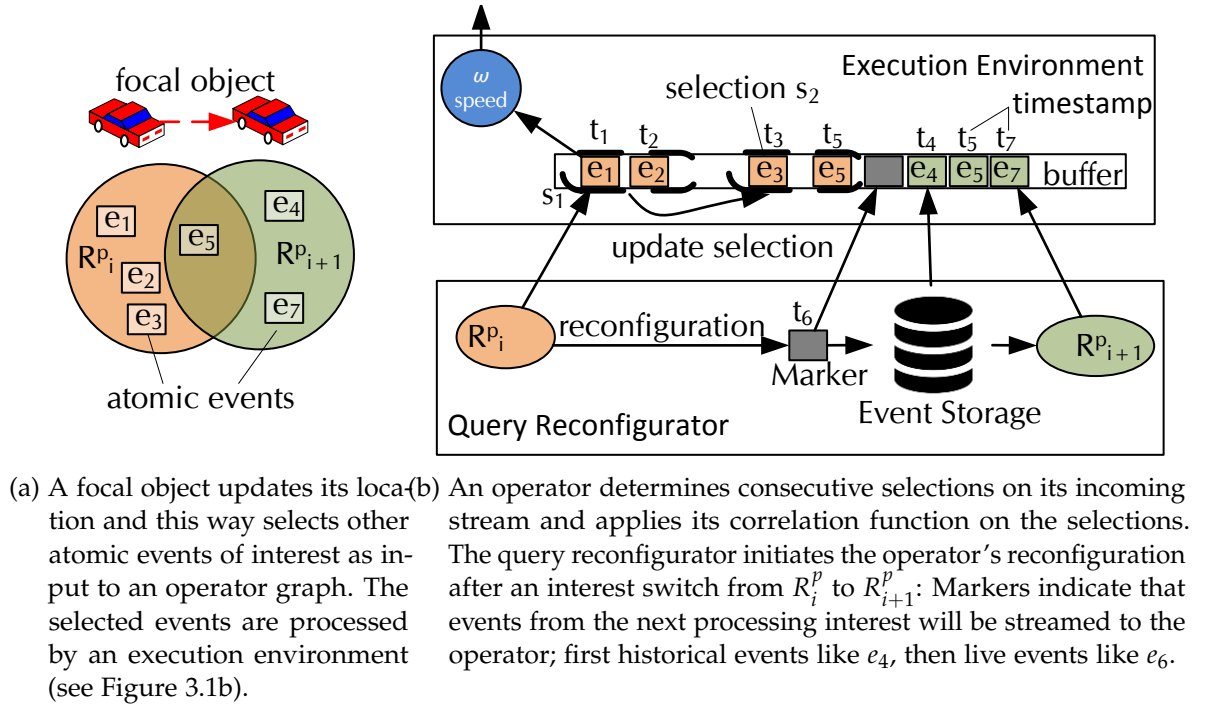 focal object
e1
e2
e3
e4
e5
e7
R^p_i
R^p_{i+1}
atomic events
ω
speed
Execution Environment
timestamp
selection s2
t1 t2 t3 t5 t4 t5 t7
e1 e2 e3 e5 e4 e5 e7 buffer
s1
update selection
R^p_i
reconfiguration
t6
Marker
Event Storage
R^p_{i+1}
Query Reconfigurator
(a) A focal object updates its loca-
tion and this way selects other
atomic events of interest as in-
put to an operator graph. The
selected events are processed
by an execution environment
(see Figure 3.1b).
(b) An operator determines consecutive selections on its incoming
stream and applies its correlation function on the selections.
The query reconfigurator initiates the operator's reconfiguration
after an interest switch from R^p_i to R^p_{i+1}: Markers indicate that
events from the next processing interest will be streamed to the
operator; first historical events like e4, then live events like e6.